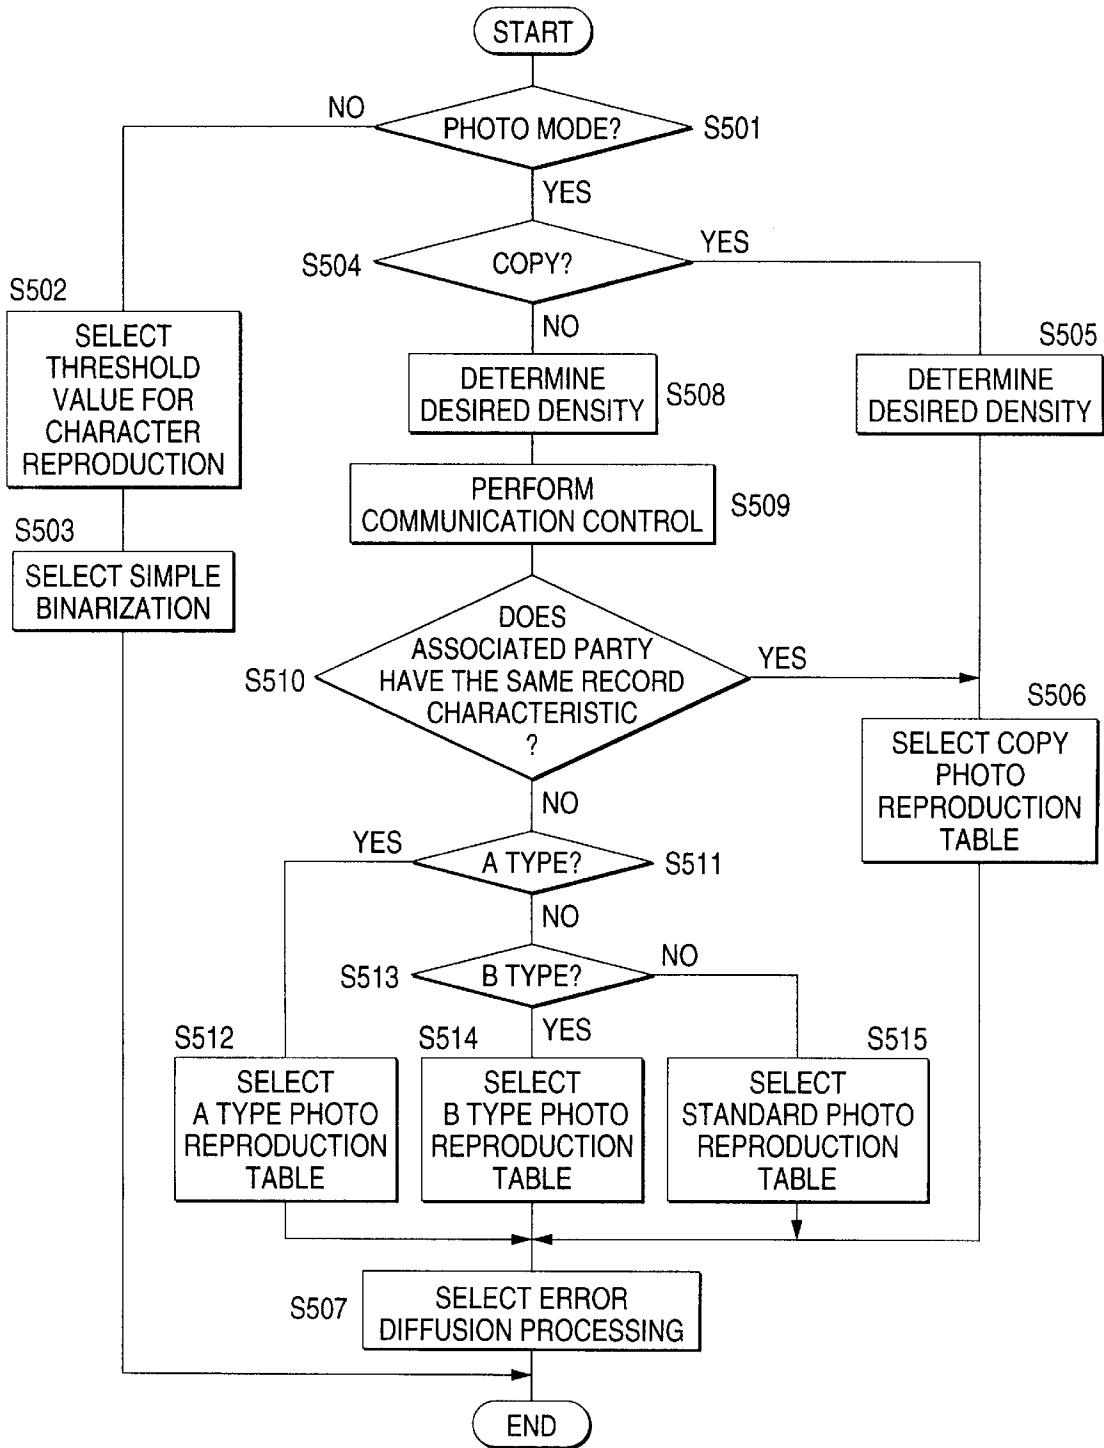 START
NO
PHOTO MODE?
S501
YES
S504
COPY?
YES
NO
S502
SELECT
THRESHOLD
VALUE FOR
CHARACTER
REPRODUCTION
S505
DETERMINE
DESIRED DENSITY
DETERMINE
DESIRED DENSITY
S508
PERFORM
COMMUNICATION CONTROL
S509
S503
SELECT SIMPLE
BINARIZATION
DOES
ASSOCIATED PARTY
HAVE THE SAME RECORD
CHARACTERISTIC
?
S510
YES
NO
S506
SELECT COPY
PHOTO
REPRODUCTION
TABLE
YES
A TYPE?
S511
NO
S513
B TYPE?
NO
YES
S512
SELECT
A TYPE PHOTO
REPRODUCTION
TABLE
S514
SELECT
B TYPE PHOTO
REPRODUCTION
TABLE
S515
SELECT
STANDARD PHOTO
REPRODUCTION
TABLE
S507
SELECT ERROR
DIFFUSION PROCESSING
END